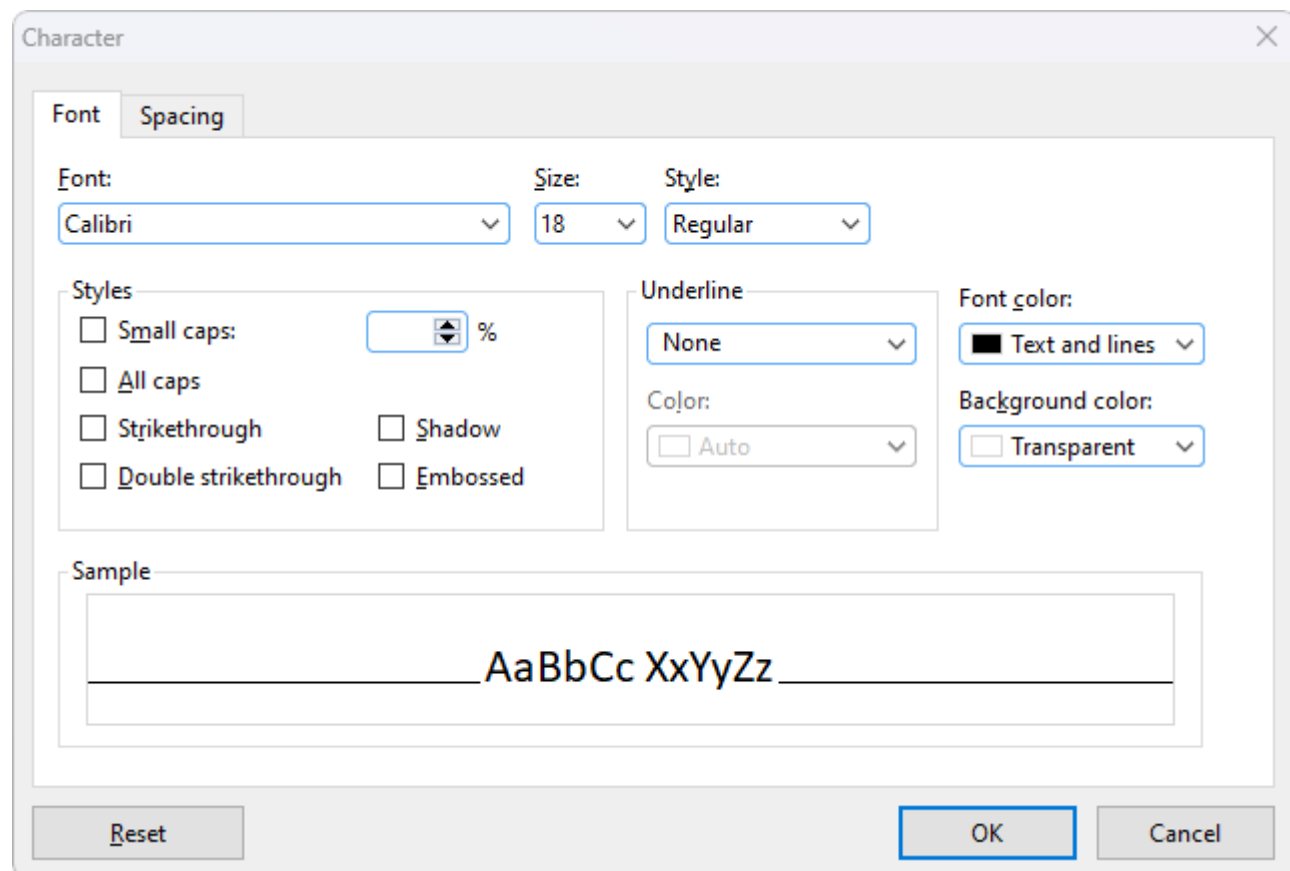 Character
Font Spacing
Font: Size: Style:
Calibri 18 Regular
Styles Underline Font color:
Small caps: % None Text and lines
All caps Color: Background color:
Strikethrough Shadow Auto Transparent
Double strikethrough Embossed
Sample
AaBbCc XxYyZz
Reset OK Cancel